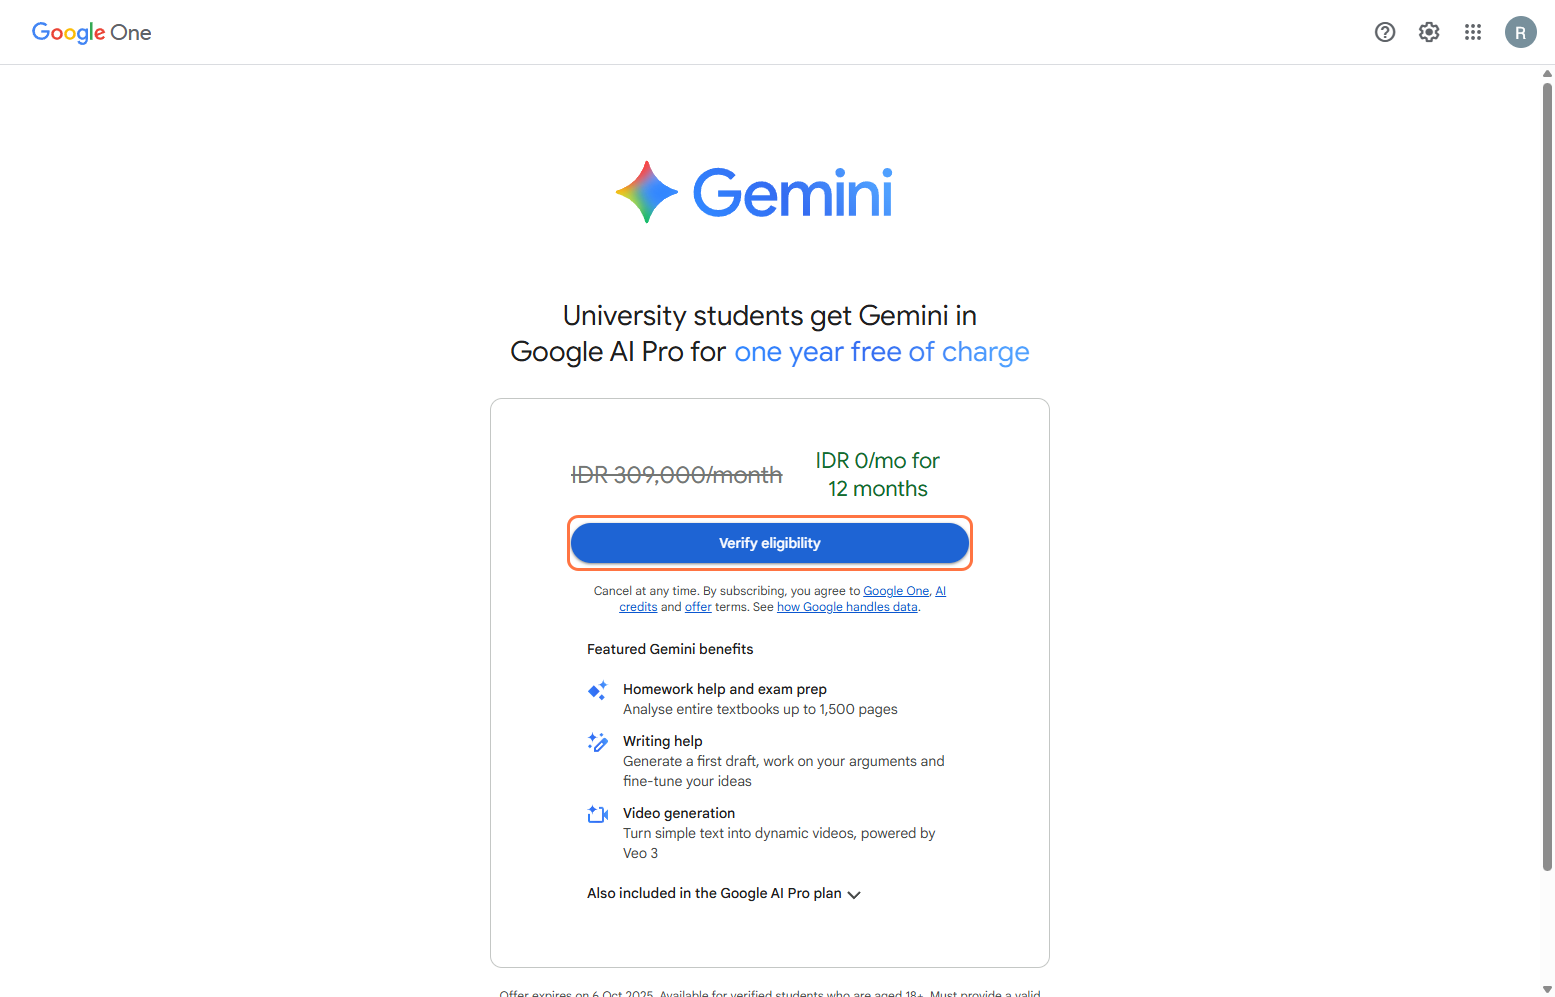 Google One
R
Gemini
University students get Gemini in
Google AI Pro for one year free of charge
IDR 309,000/month
IDR 0/mo for
12 months
Verify eligibility
Cancel at any time. By subscribing, you agree to Google One, AI
credits and offer terms. See how Google handles data.
Featured Gemini benefits
Homework help and exam prep
Analyse entire textbooks up to 1,500 pages
Writing help
Generate a first draft, work on your arguments and
fine-tune your ideas
Video generation
Turn simple text into dynamic videos, powered by
Veo 3
Also included in the Google AI Pro plan
Offer expires on 6 Oct 2025. Available for verified students who are aged 18+. Must provide a valid